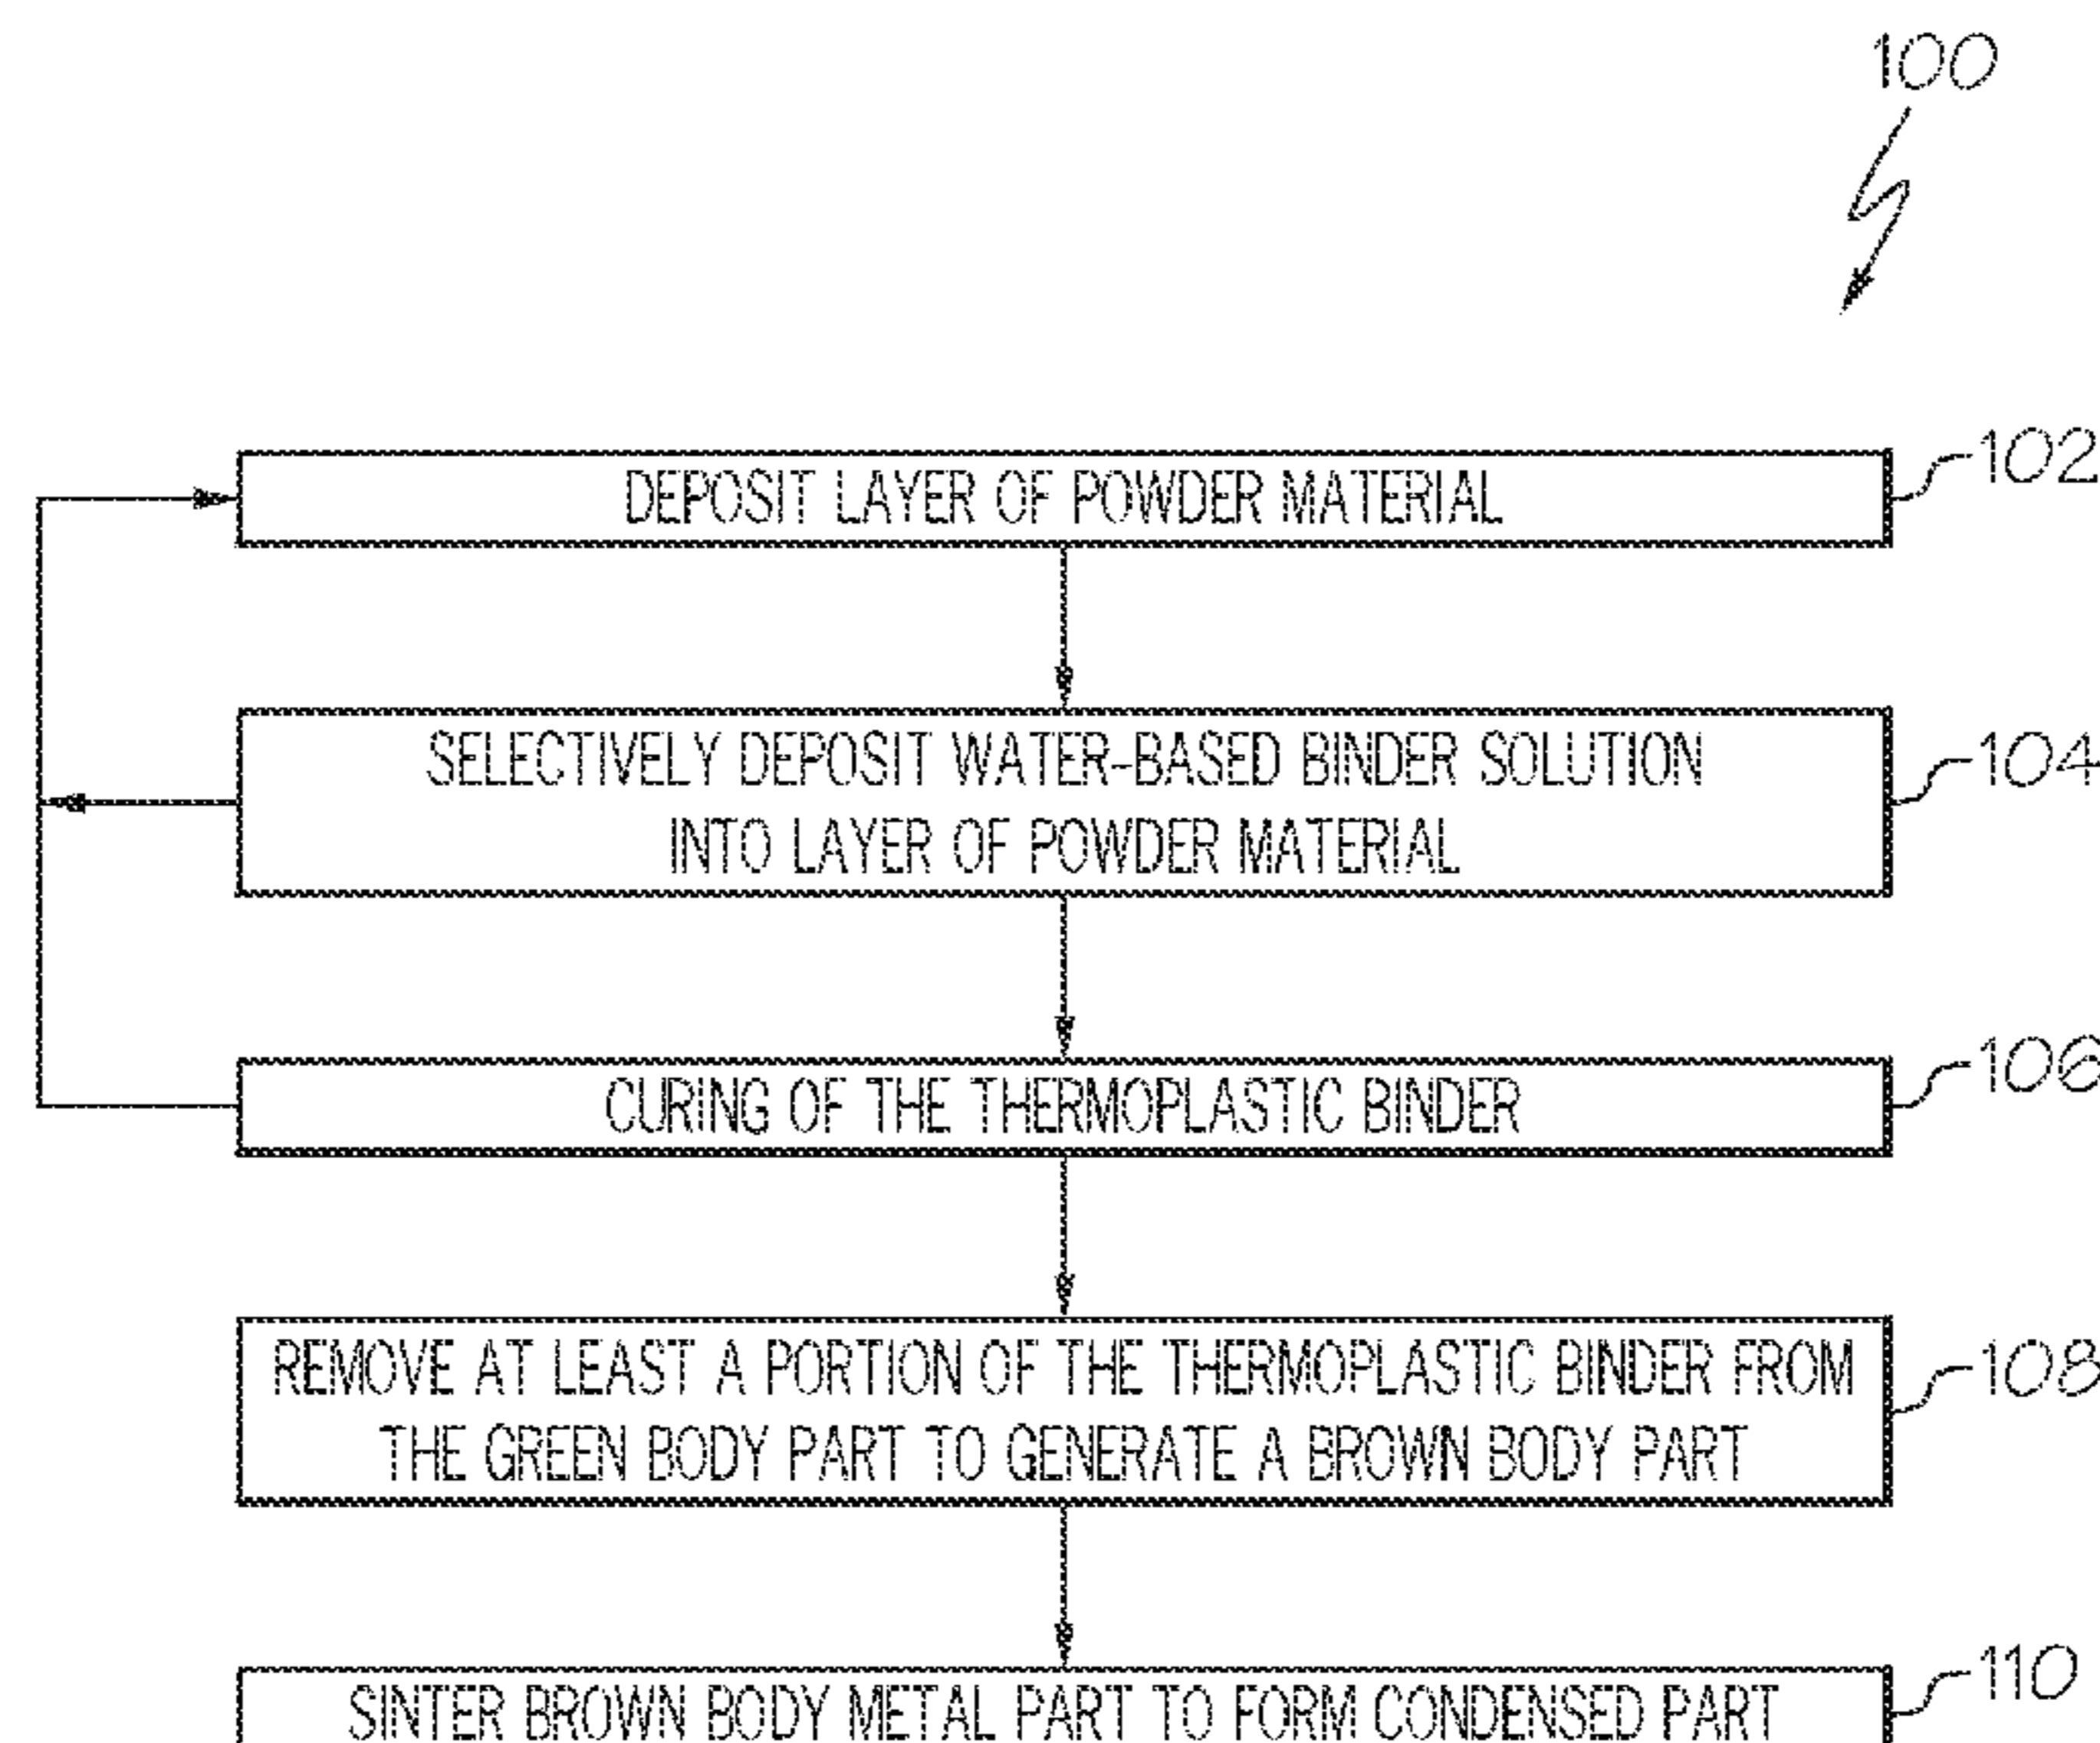 100
DEPOSIT LAYER OF POWDER MATERIAL
102
SELECTIVELY DEPOSIT WATER-BASED BINDER SOLUTION
INTO LAYER OF POWDER MATERIAL
104
CURING OF THE THERMOPLASTIC BINDER
106
REMOVE AT LEAST A PORTION OF THE THERMOPLASTIC BINDER FROM
THE GREEN BODY PART TO GENERATE A BROWN BODY PART
108
SINTER BROWN BODY METAL PART TO FORM CONDENSED PART
110